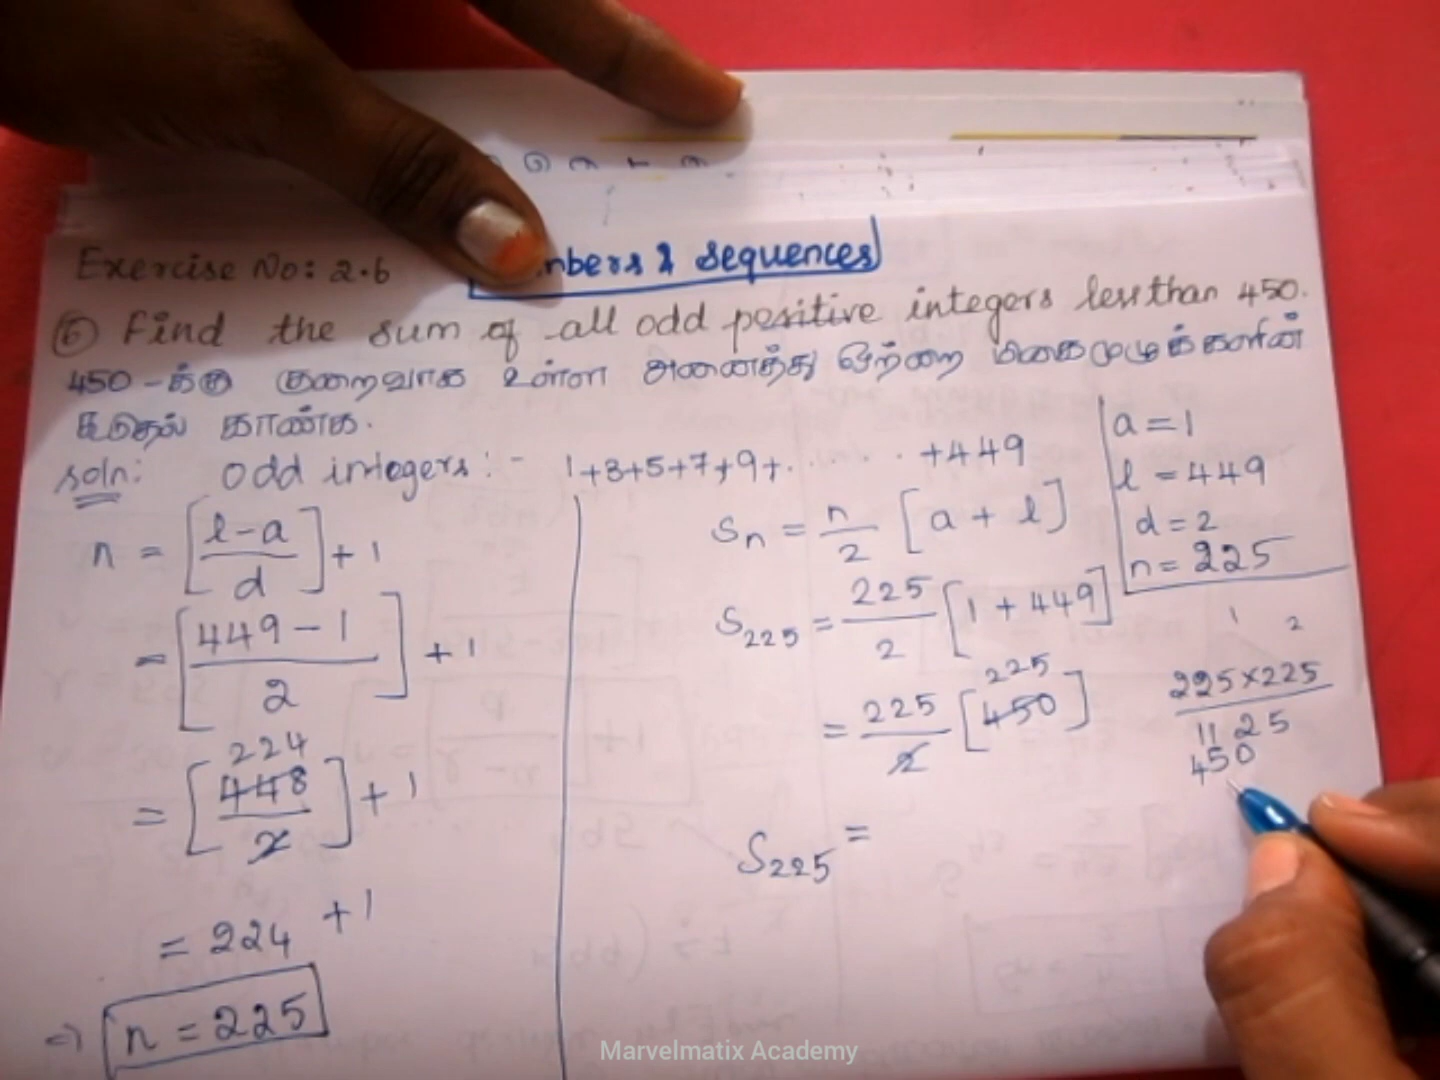 Exercise No: 2.6
mbers & Sequences
⑥ Find the sum of all odd positive integers less than 450.
450-க்கு குறைவாக உள்ள அனைத்து ஒற்றை மிகை முழுக்களின்
கூடுதல் காண்க.
soln: Odd integers:- 1+3+5+7+9+. . . . . . +449
n = [l-a/d] + 1
= [449-1/2] + 1
224
= [448/2] + 1
= 224 + 1
⇒ n = 225
Sn = n/2 [a + l]
S225 = 225/2 [1 + 449]
225
= 225/2 [450]
S225 =
a = 1
l = 449
d = 2
n = 225
1 2
225×225
1125
450
Marvelmatix Academy